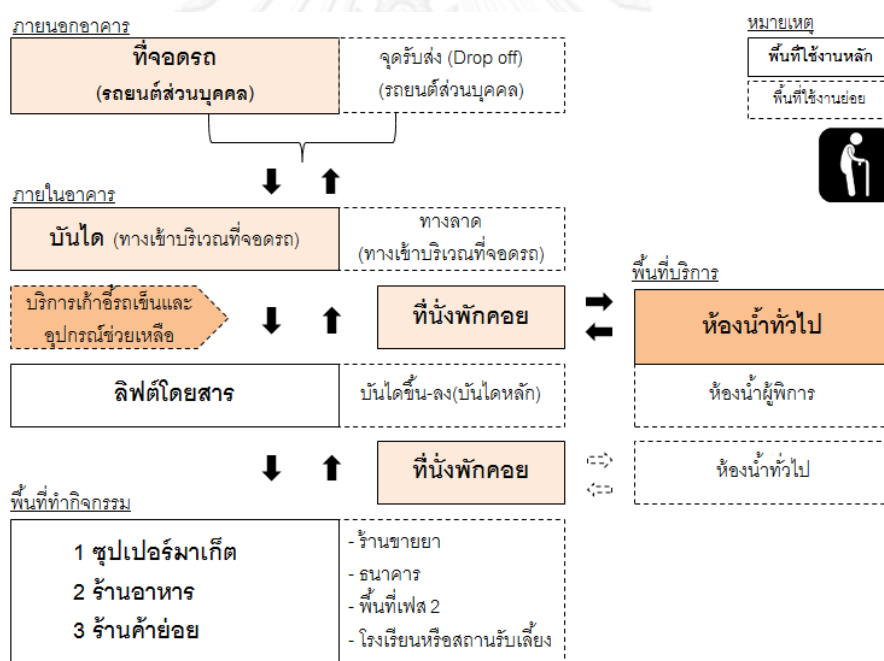 ภายนอกอาคาร
ที่จอดรถ
(รถยนต์ส่วนบุคคล)
จุดรับส่ง (Drop off)
(รถยนต์ส่วนบุคคล)
หมายเหตุ
พื้นที่ใช้งานหลัก
พื้นที่ใช้งานย่อย
ภายในอาคาร
บันได (ทางเข้าบริเวณที่จอดรถ)
ทางลาด
(ทางเข้าบริเวณที่จอดรถ)
บริการเก้าอี้รถเข็นและ
อุปกรณ์ช่วยเหลือ
ที่นั่งพักคอย
พื้นที่บริการ
ห้องน้ำทั่วไป
ลิฟต์โดยสาร
บันไดขึ้น-ลง(บันไดหลัก)
ห้องน้ำผู้พิการ
ที่นั่งพักคอย
ห้องน้ำทั่วไป
พื้นที่ทำกิจกรรม
1 ซุปเปอร์มาเก็ต
2 ร้านอาหาร
3 ร้านค้าย่อย
- ร้านขายยา
- ธนาคาร
- พื้นที่เฟส 2
- โรงเรียนหรือสถานรับเลี้ยง